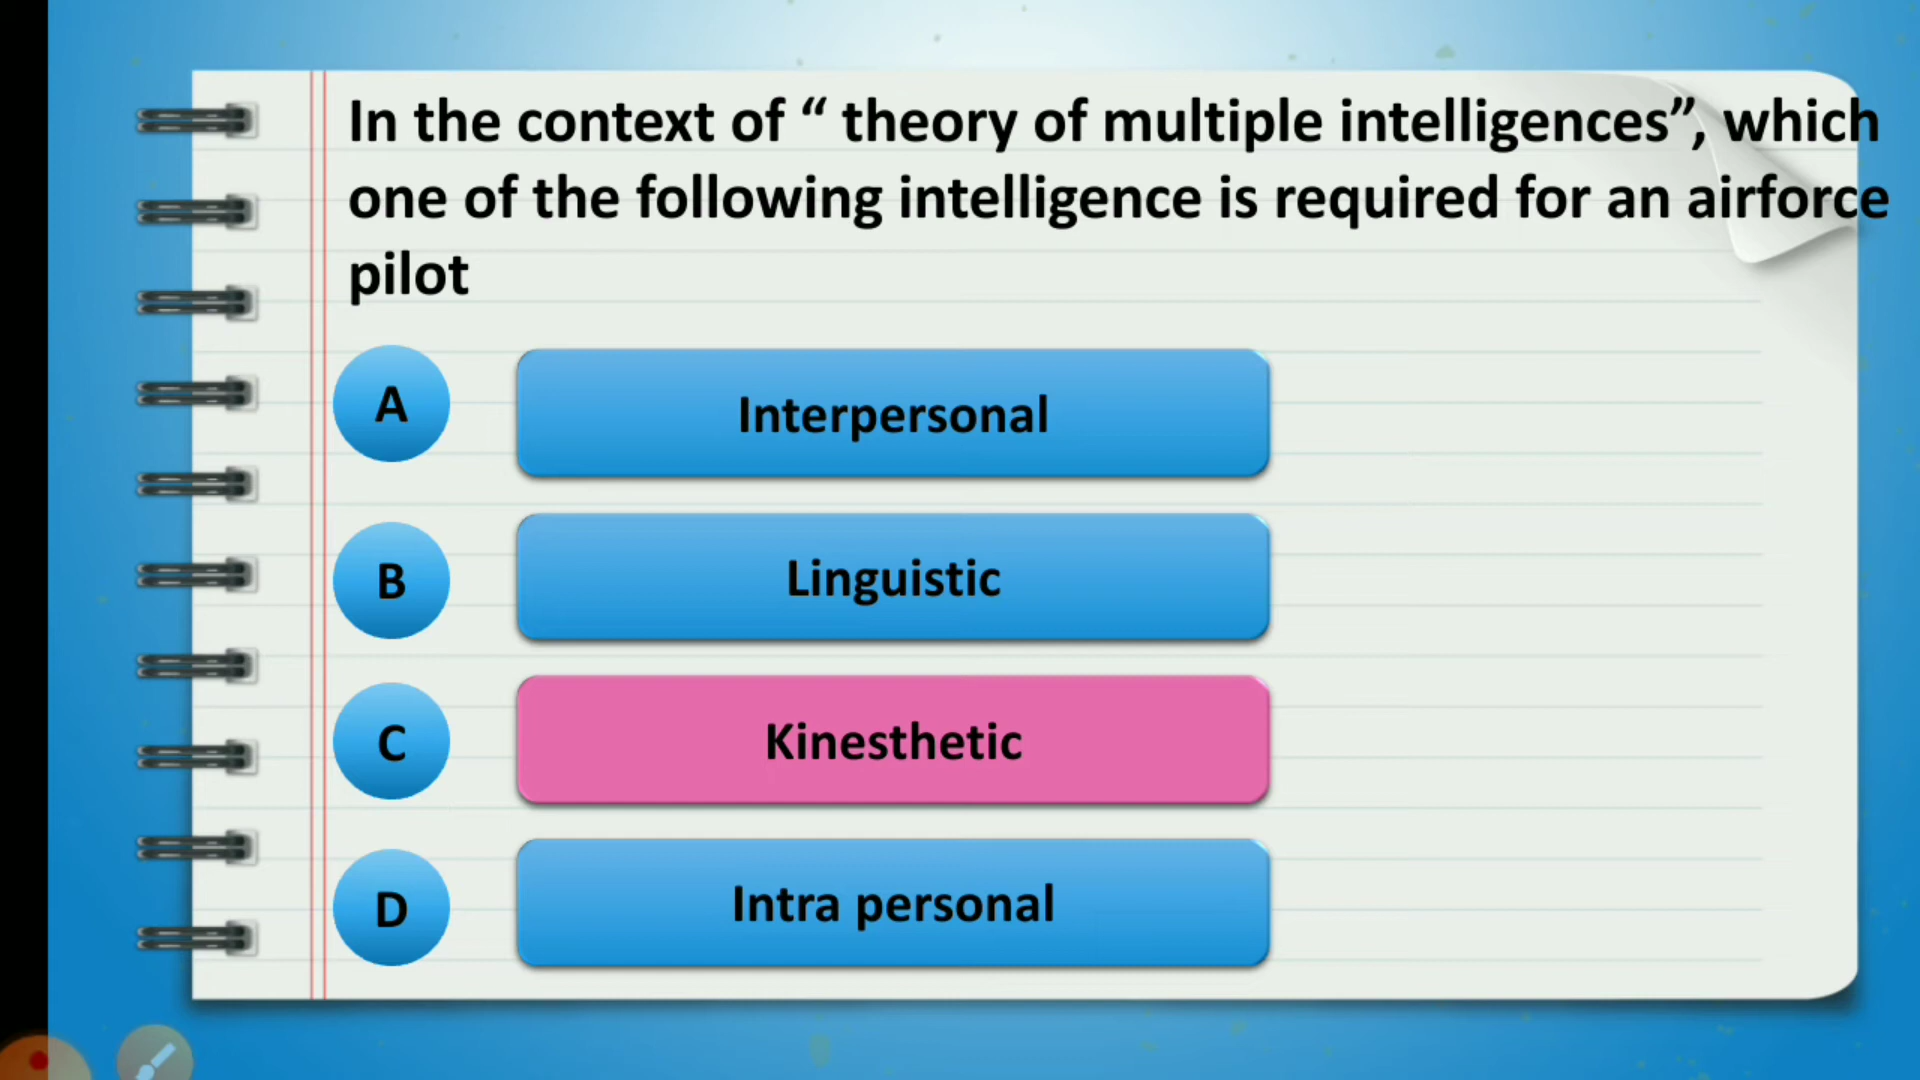 In the context of “ theory of multiple intelligences”, which
one of the following intelligence is required for an airforce
pilot
A
Interpersonal
B
Linguistic
C
Kinesthetic
D
Intra personal